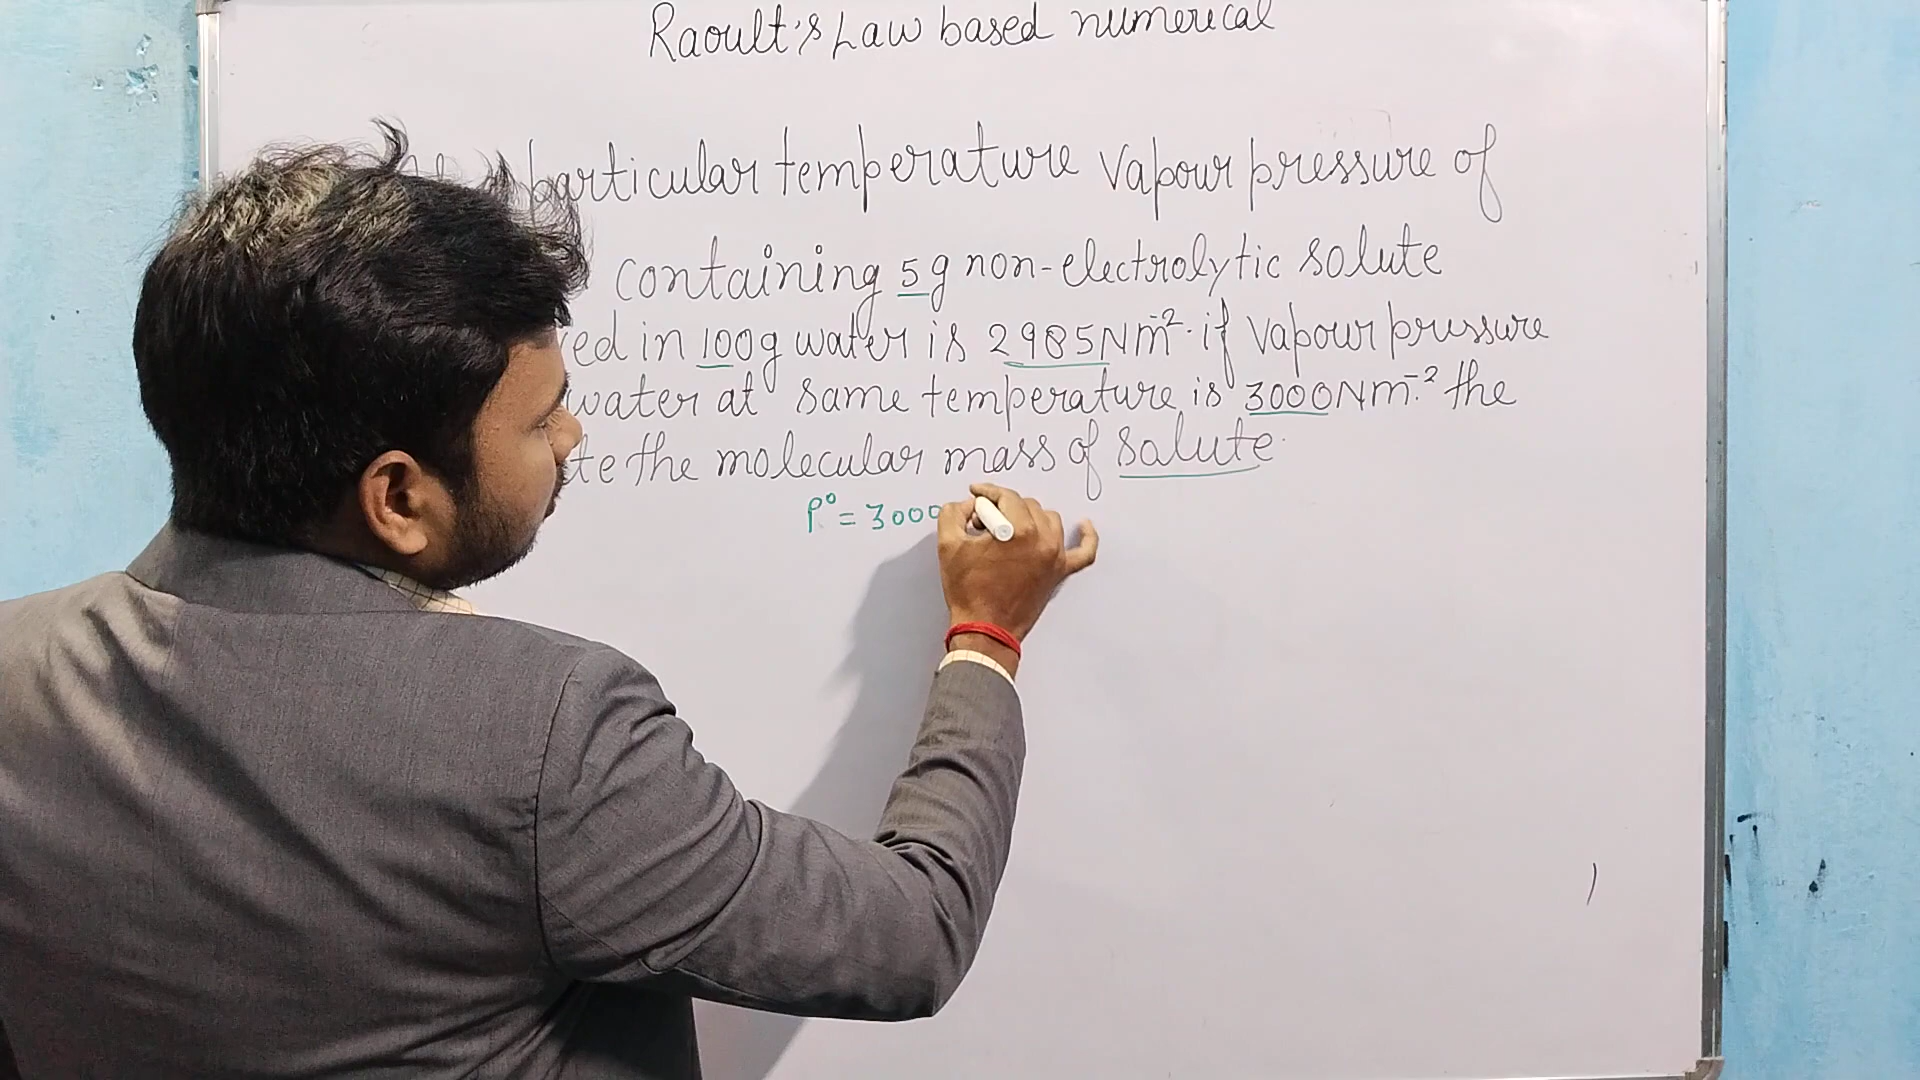 Raoult's Law based numerical
particular temperature vapour pressure of
containing 5g non-electrolytic solute
ed in 100g water is 2985Nm⁻². if vapour pressure
water at same temperature is 3000Nm⁻². the
te the molecular mass of solute.
P⁰ = 3000